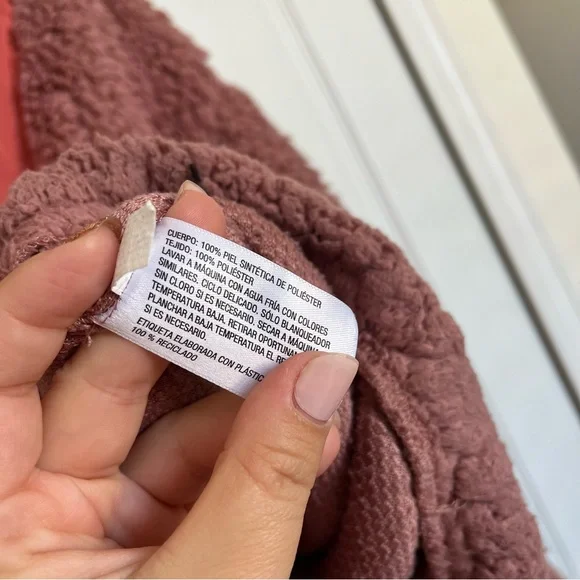 CUERPO: 100% PIEL SINTÉTICA DE POLIÉSTER
TEJIDO: 100% POLIÉSTER
LAVAR A MÁQUINA CON AGUA FRÍA CON COLORES
SIMILARES. CICLO DELICADO. SÓLO BLANQUEADOR
SIN CLORO SI ES NECESARIO. SECAR A MÁQUINA
TEMPERATURA BAJA. RETIRAR
PLANCHAR A BAJA TEMPERATURA EL
SI ES NECESARIO.
ETIQUETA ELABORADA CON
100% RECICLADO